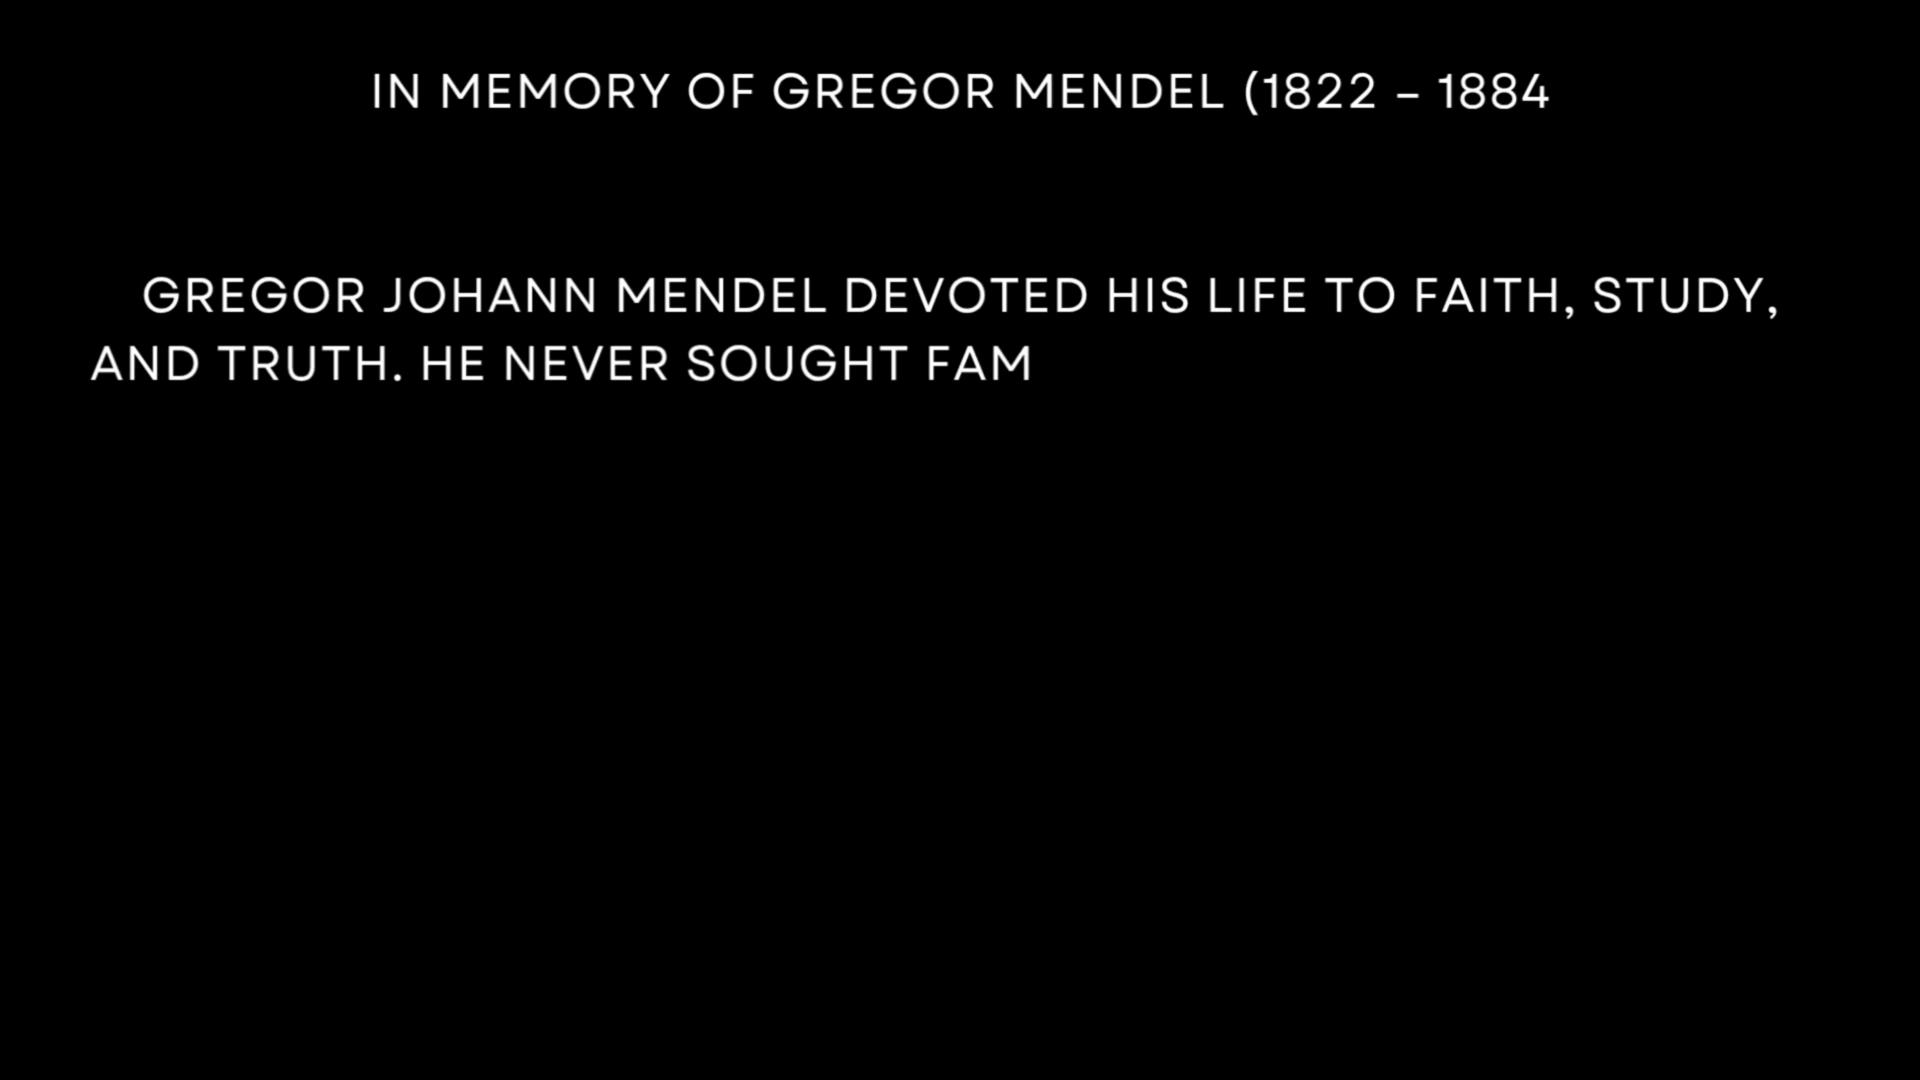 IN MEMORY OF GREGOR MENDEL (1822 – 1884
GREGOR JOHANN MENDEL DEVOTED HIS LIFE TO FAITH, STUDY,
AND TRUTH. HE NEVER SOUGHT FAM